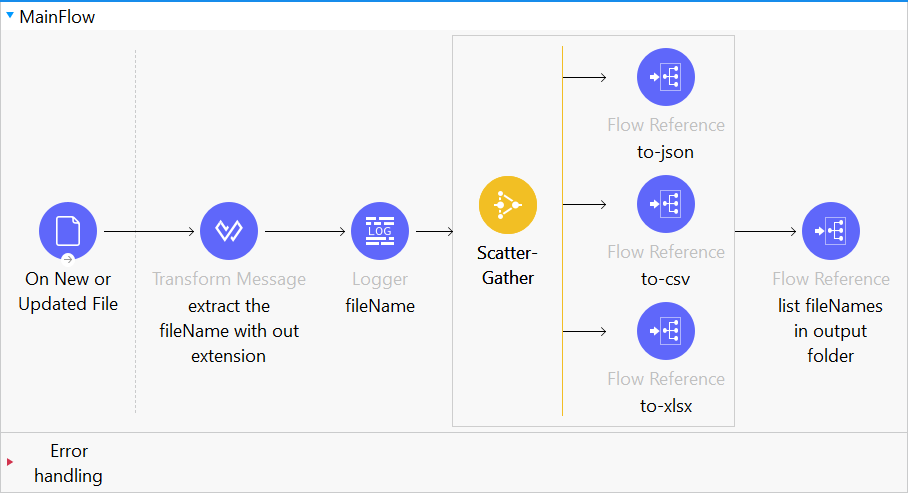 MainFlow
On New or
Updated File
Transform Message
extract the
fileName with out
extension
LOG
Logger
fileName
Scatter-
Gather
Flow Reference
to-json
Flow Reference
to-csv
Flow Reference
to-xlsx
Flow Reference
list fileNames
in output
folder
Error
handling